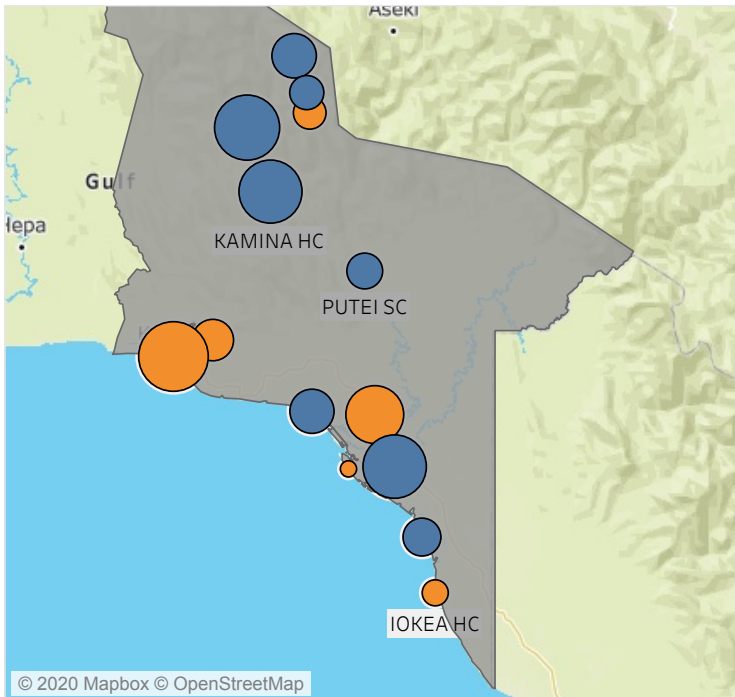 Aseki
Gulf
Hepa
KAMINA HC
PUTEI SC
IOKEA HC
© 2020 Mapbox © OpenStreetMap